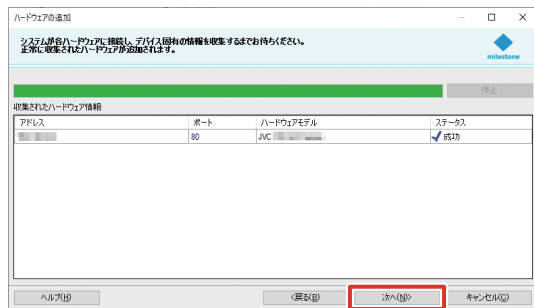 ハードウェアの追加
システムが各ハードウェアに接続し、デバイス固有の情報を収集するまでお待ちください。
正常に収集されたハードウェアが追加されます。
milestone
停止
収集されたハードウェア情報:
アドレス ポート ハードウェアモデル ステータス
80 JVC 成功
ヘルプ(H) <戻る(B) 次へ(N)> キャンセル(C)